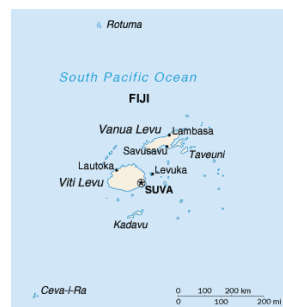 Rotuma
South Pacific Ocean
FIJI
Vanua Levu
Lambasa
Savusavu
Taveuni
Lautoka
Levuka
Viti Levu
SUVA
Kadavu
Ceva-i-Ra
0 100 200 km
0 100 200 mi